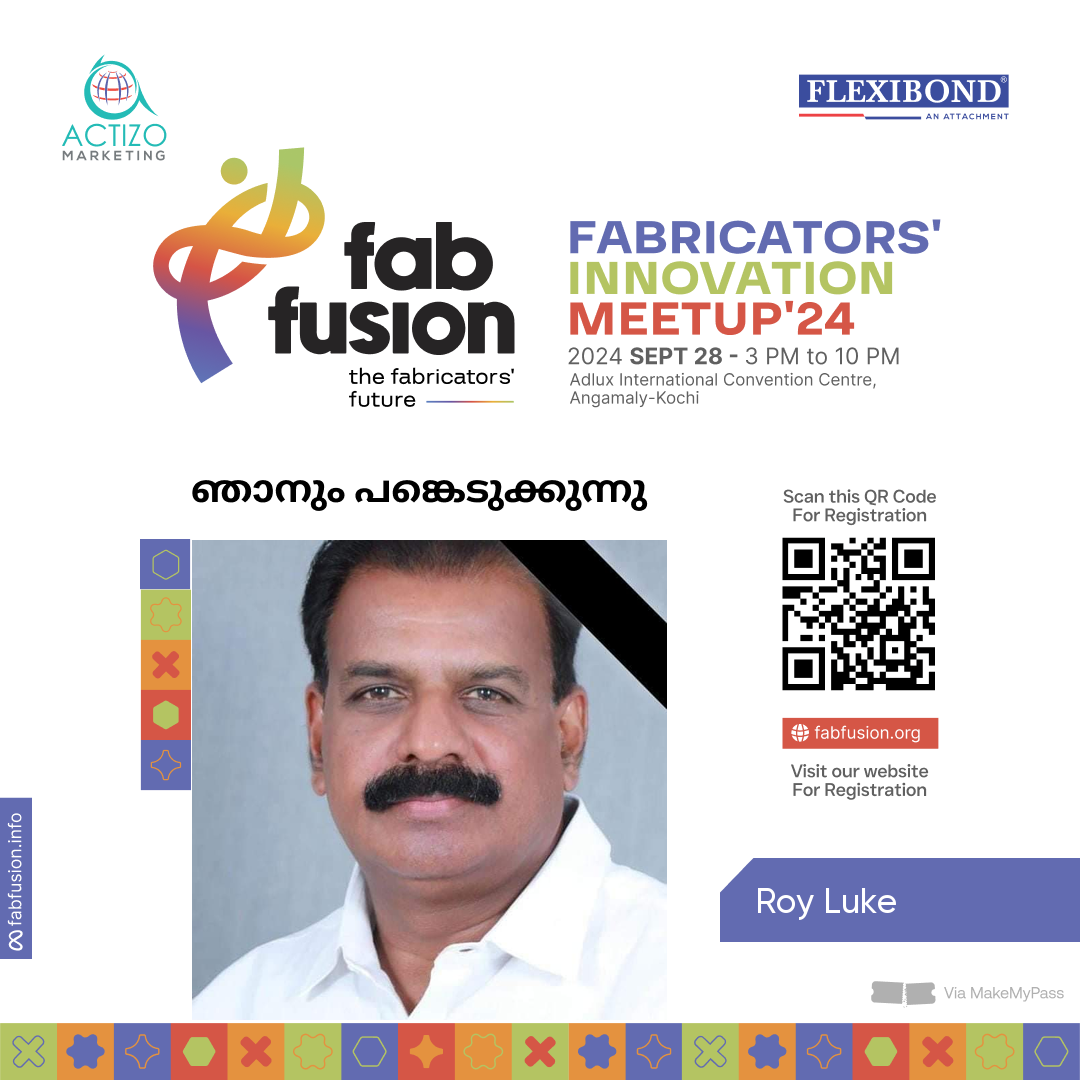 ACTIZO
MARKETING
FLEXIBOND®
AN ATTACHMENT
fab
fusion
the fabricators'
future
FABRICATORS'
INNOVATION
MEETUP'24
2024 SEPT 28 - 3 PM to 10 PM
Adlux International Convention Centre,
Angamaly-Kochi
ഞാനും പങ്കെടുക്കുന്നു
Scan this QR Code
For Registration
fabfusion.org
Visit our website
For Registration
fabfusion.info
Roy Luke
Via MakeMyPass